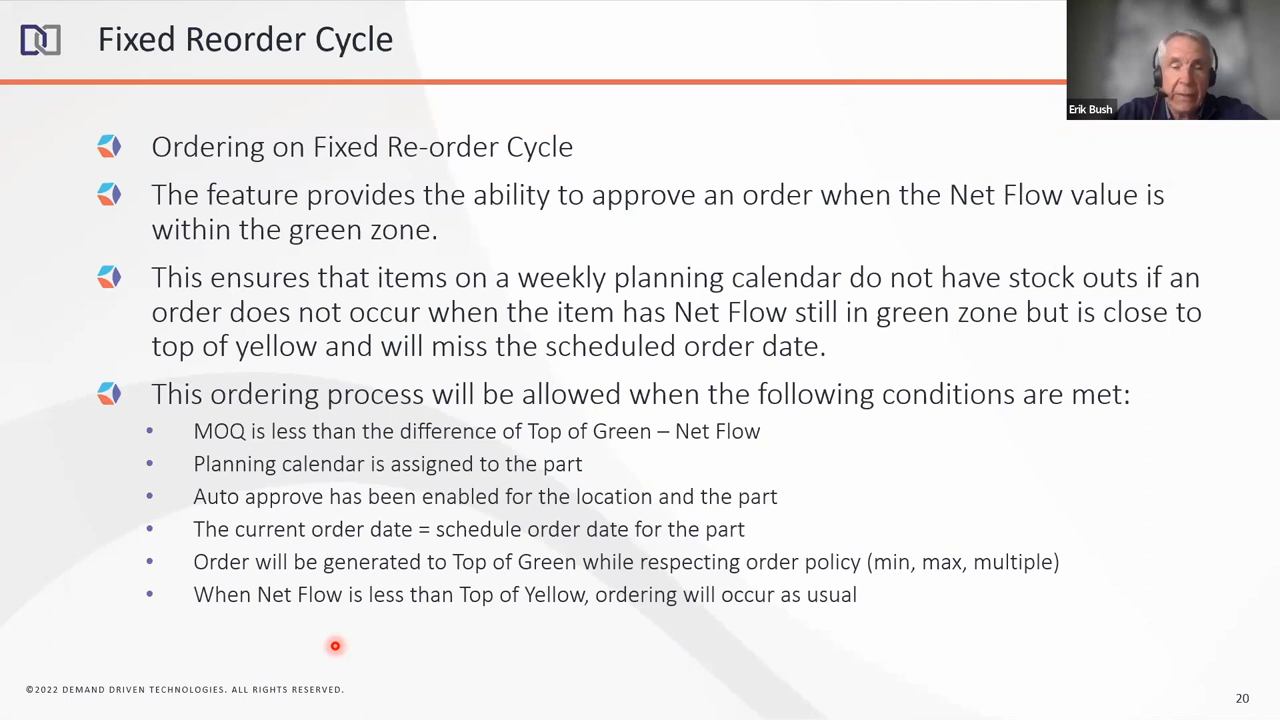 Fixed Reorder Cycle
Erik Bush
Ordering on Fixed Re-order Cycle
The feature provides the ability to approve an order when the Net Flow value is
within the green zone.
This ensures that items on a weekly planning calendar do not have stock outs if an
order does not occur when the item has Net Flow still in green zone but is close to
top of yellow and will miss the scheduled order date.
This ordering process will be allowed when the following conditions are met:
MOQ is less than the difference of Top of Green – Net Flow
Planning calendar is assigned to the part
Auto approve has been enabled for the location and the part
The current order date = schedule order date for the part
Order will be generated to Top of Green while respecting order policy (min, max, multiple)
When Net Flow is less than Top of Yellow, ordering will occur as usual
©2022 DEMAND DRIVEN TECHNOLOGIES. ALL RIGHTS RESERVED.
20